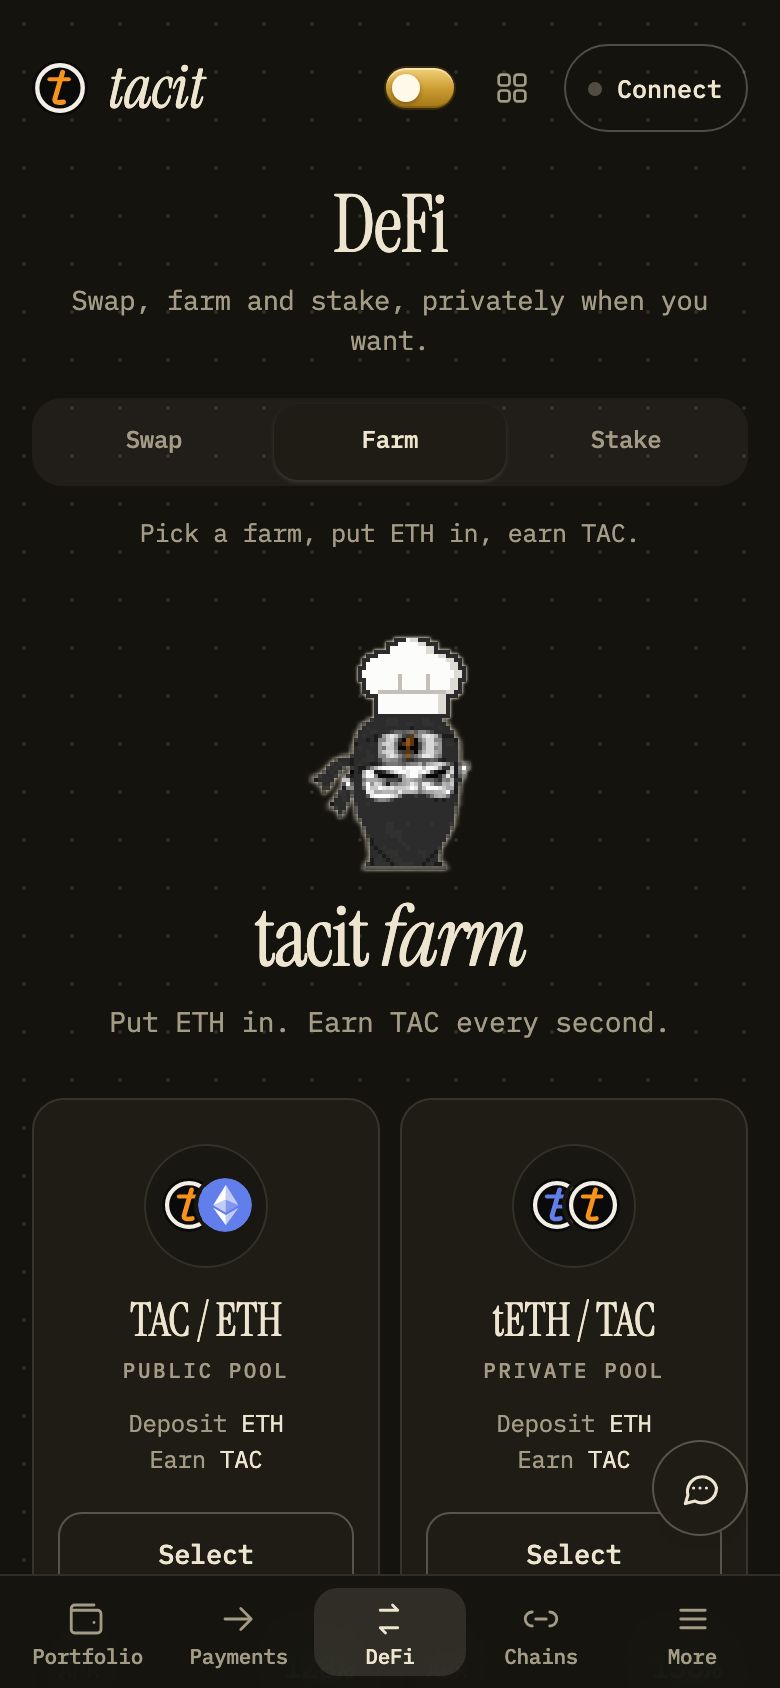 tacit
Connect
DeFi
Swap, farm and stake, privately when you
want.
Swap
Farm
Stake
Pick a farm, put ETH in, earn TAC.
tacit farm
Put ETH in. Earn TAC every second.
TAC / ETH
PUBLIC POOL
Deposit ETH
Earn TAC
Select
tETH / TAC
PRIVATE POOL
Deposit ETH
Earn TAC
Select
Portfolio
Payments
DeFi
Chains
More